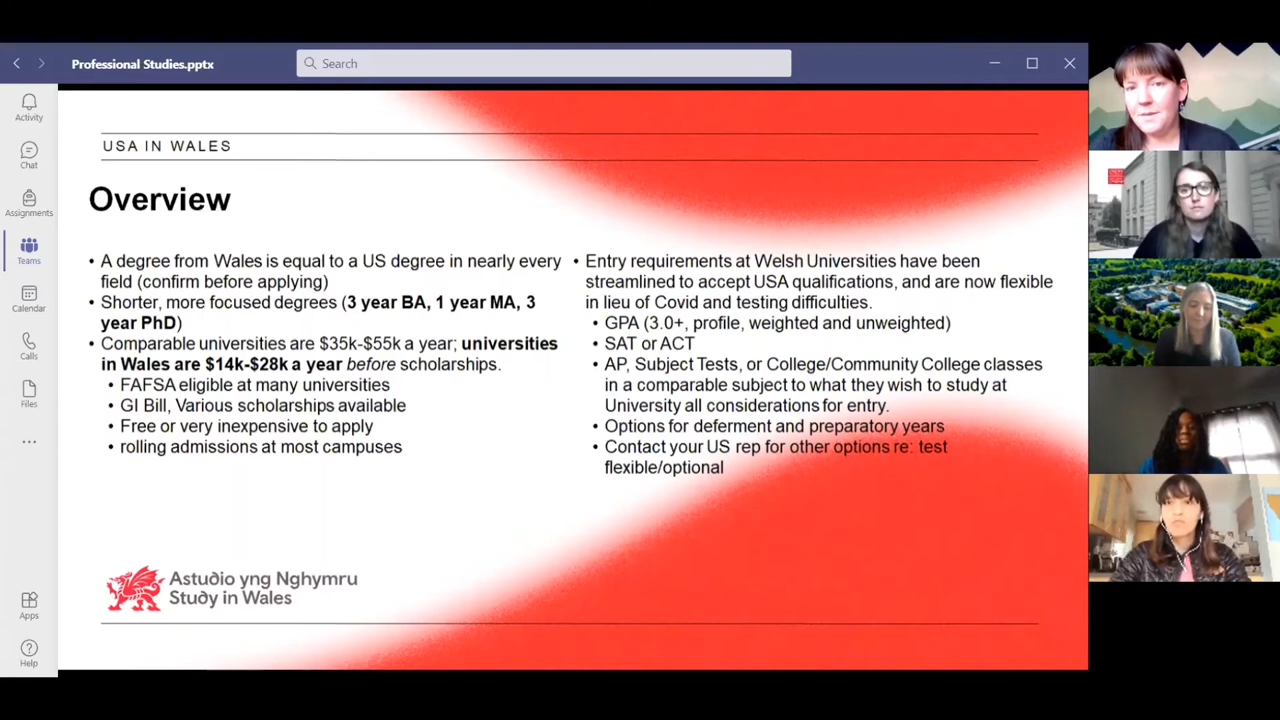 Professional Studies.pptx
Search
Activity
Chat
Assignments
Teams
Calendar
Calls
Files
Apps
Help
USA IN WALES
Overview
• A degree from Wales is equal to a US degree in nearly every
field (confirm before applying)
• Shorter, more focused degrees (3 year BA, 1 year MA, 3
year PhD)
• Comparable universities are $35k-$55k a year; universities
in Wales are $14k-$28k a year before scholarships.
• FAFSA eligible at many universities
• GI Bill, Various scholarships available
• Free or very inexpensive to apply
• rolling admissions at most campuses
• Entry requirements at Welsh Universities have been
streamlined to accept USA qualifications, and are now flexible
in lieu of Covid and testing difficulties.
• GPA (3.0+, profile, weighted and unweighted)
• SAT or ACT
• AP, Subject Tests, or College/Community College classes
in a comparable subject to what they wish to study at
University all considerations for entry.
• Options for deferment and preparatory years
• Contact your US rep for other options re: test
flexible/optional
Astudio yng Nghymru
Study in Wales